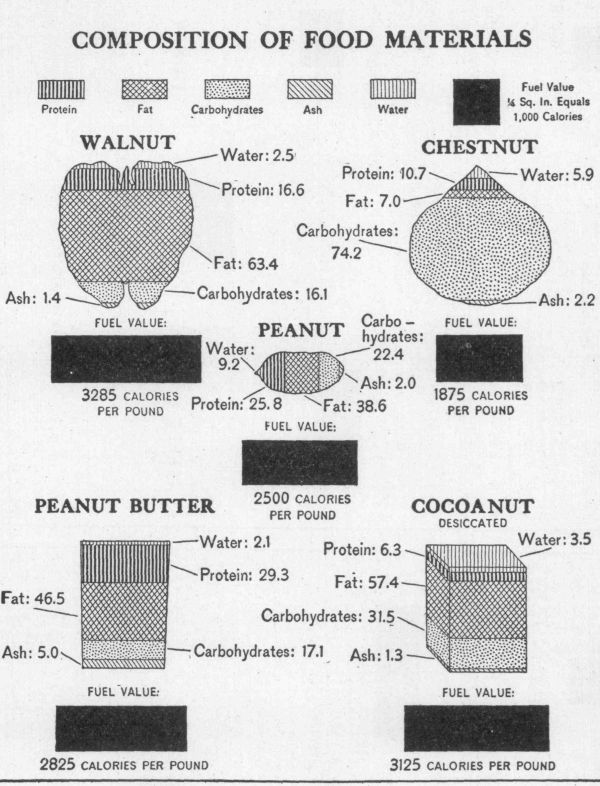 COMPOSITION OF FOOD MATERIALS
Protein
Fat
Carbohydrates
Ash
Water
Fuel Value
¼ Sq. In. Equals
1,000 Calories
WALNUT
Water: 2.5
Protein: 16.6
Fat: 63.4
Ash: 1.4
Carbohydrates: 16.1
FUEL VALUE:
3285 CALORIES
PER POUND
CHESTNUT
Protein: 10.7
Water: 5.9
Fat: 7.0
Carbohydrates:
74.2
Ash: 2.2
FUEL VALUE:
1875 CALORIES
PER POUND
PEANUT
Water:
9.2
Carbo-
hydrates:
22.4
Ash: 2.0
Protein: 25.8
Fat: 38.6
FUEL VALUE:
2500 CALORIES
PER POUND
PEANUT BUTTER
Water: 2.1
Protein: 29.3
Fat: 46.5
Ash: 5.0
Carbohydrates: 17.1
FUEL VALUE:
2825 CALORIES PER POUND
COCOANUT
DESICCATED
Water: 3.5
Protein: 6.3
Fat: 57.4
Carbohydrates: 31.5
Ash: 1.3
FUEL VALUE:
3125 CALORIES PER POUND